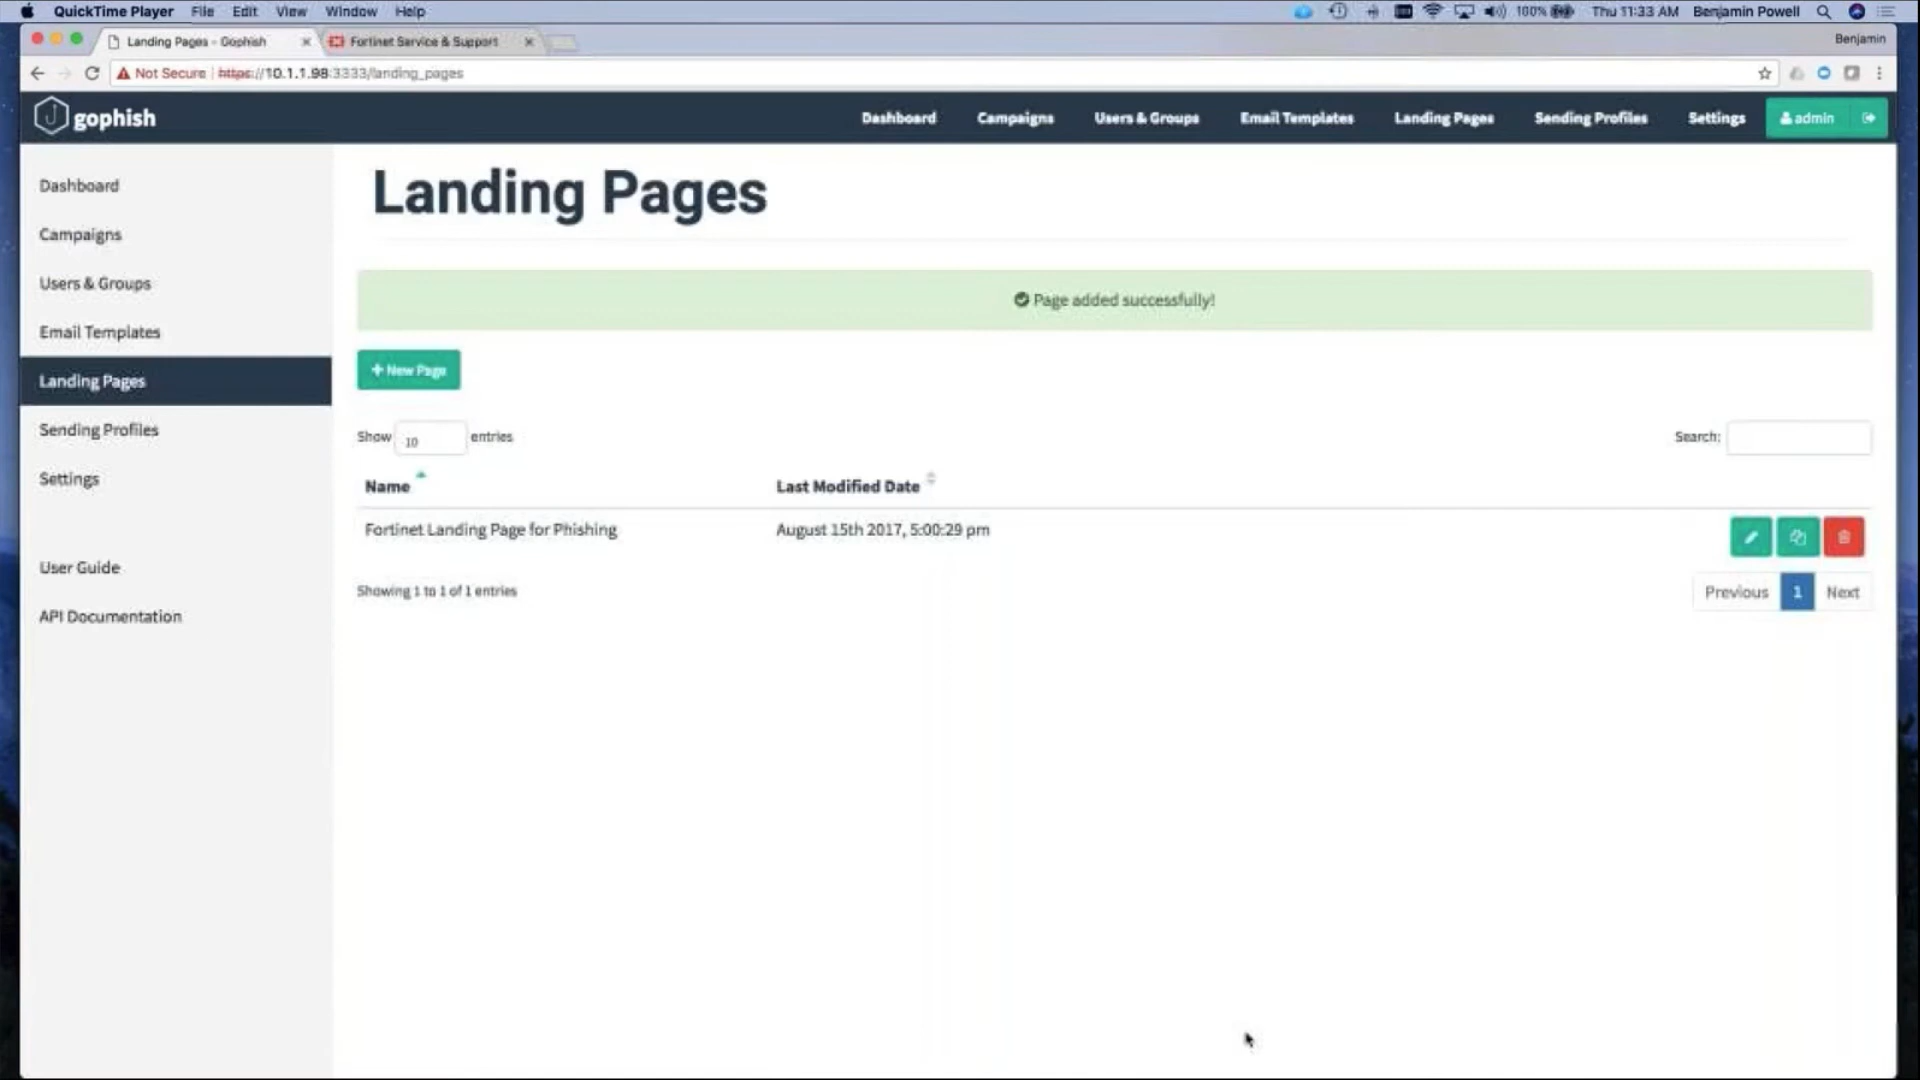 QuickTime Player File Edit View Window Help 100% Thu 11:33 AM Benjamin Powell
Landing Pages - Gophish Fortinet Service & Support Benjamin
Not Secure https://10.1.1.98:3333/landing_pages
gophish Dashboard Campaigns Users & Groups Email Templates Landing Pages Sending Profiles Settings admin
Dashboard
Campaigns
Users & Groups
Email Templates
Landing Pages
Sending Profiles
Settings
User Guide
API Documentation
Landing Pages
Page added successfully!
+ New Page
Show 10 entries Search:
Name Last Modified Date
Fortinet Landing Page for Phishing August 15th 2017, 5:00:29 pm
Showing 1 to 1 of 1 entries Previous 1 Next